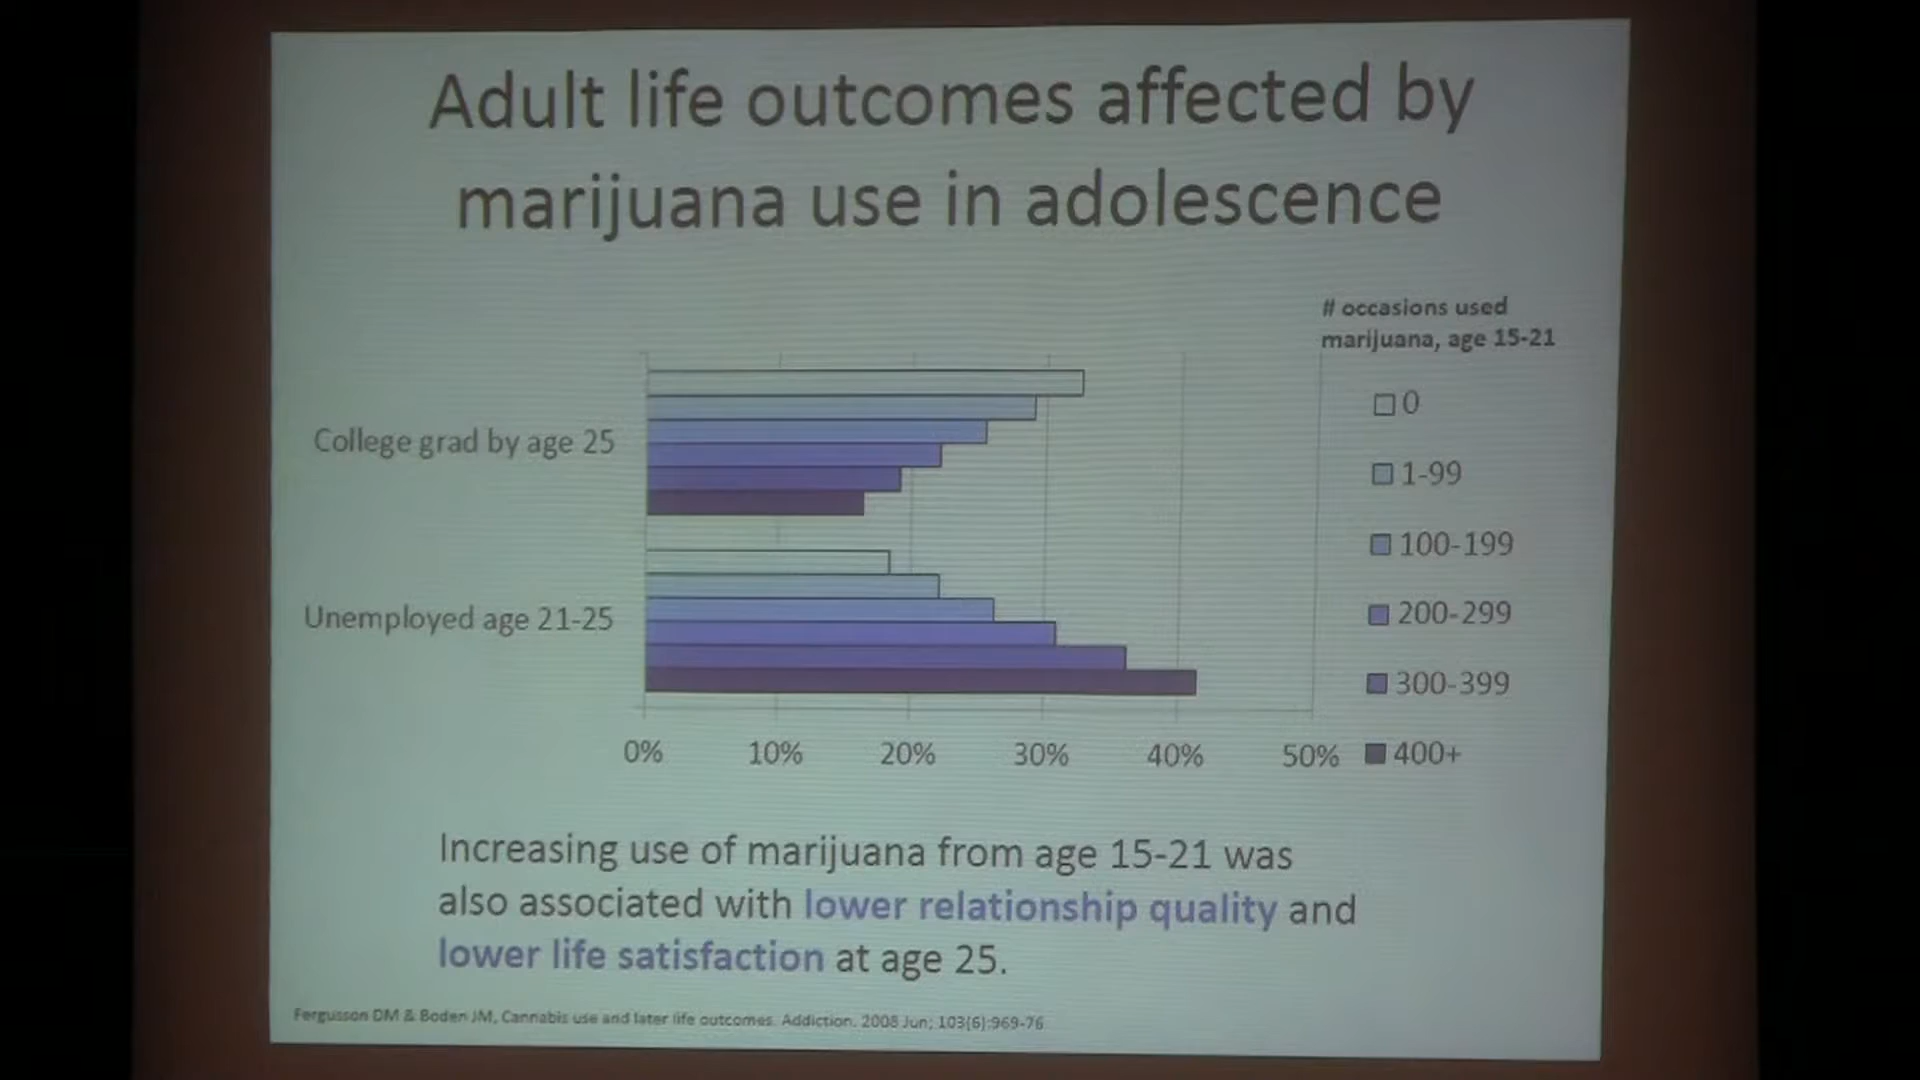 Adult life outcomes affected by
marijuana use in adolescence
# occasions used
marijuana, age 15-21
College grad by age 25
Unemployed age 21-25
0
1-99
100-199
200-299
300-399
400+
0% 10% 20% 30% 40% 50%
Increasing use of marijuana from age 15-21 was
also associated with lower relationship quality and
lower life satisfaction at age 25.
Fergusson DM & Boden JM, Cannabis use and later life outcomes. Addiction. 2008 Jun; 103(6):969-76